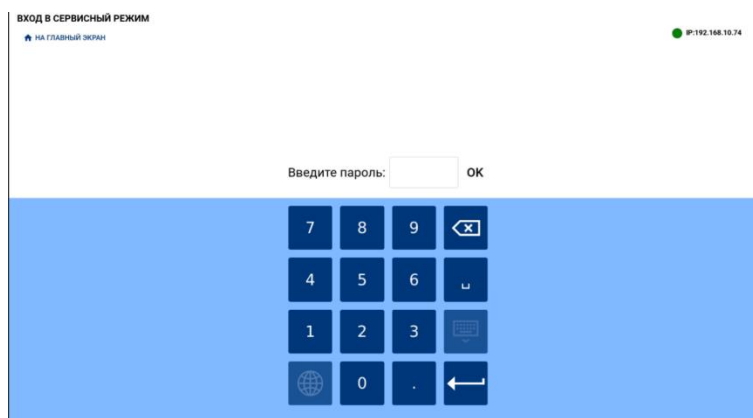 ВХОД В СЕРВИСНЫЙ РЕЖИМ
НА ГЛАВНЫЙ ЭКРАН
IP:192.168.10.74
Введите пароль: OK
7 8 9
4 5 6
1 2 3
0 .